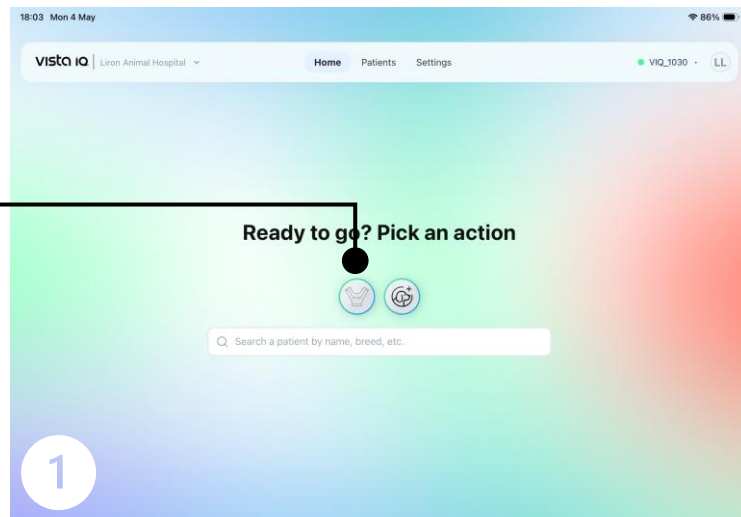 18:03 Mon 4 May
86%
vista iQ Liron Animal Hospital
Home Patients Settings
VIQ_1030 · LL
Ready to go? Pick an action
Search a patient by name, breed, etc.
1